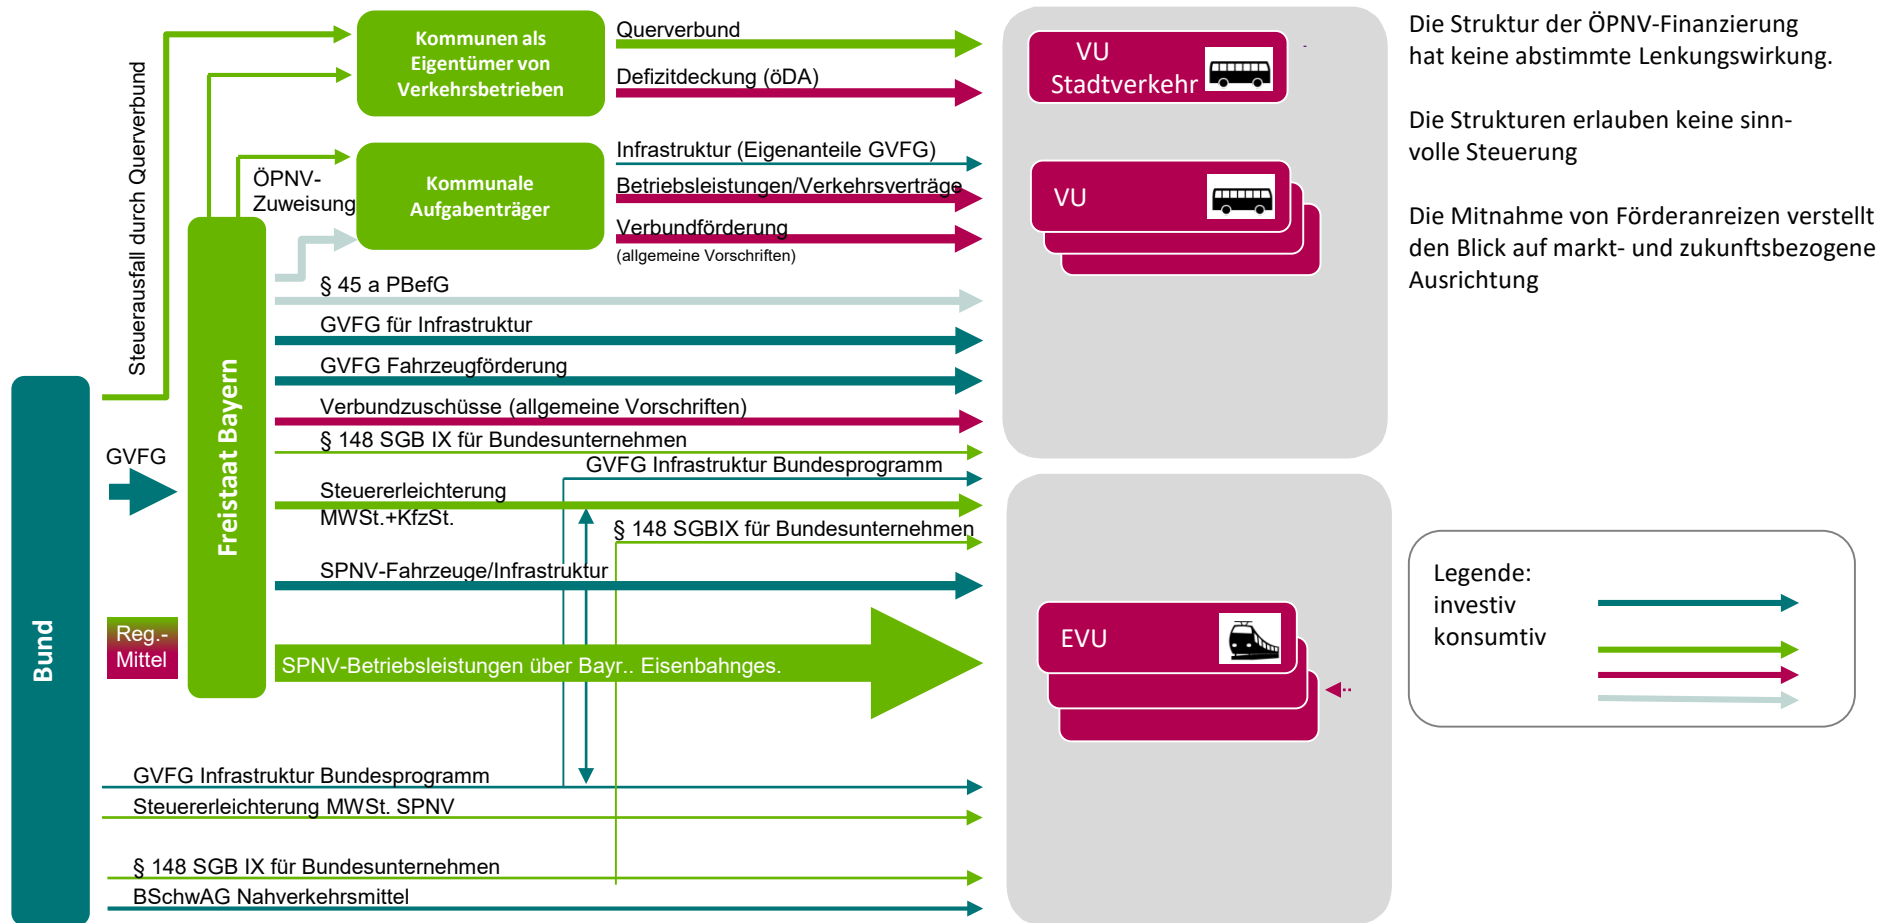 Steuerausfall durch Querverbund
Kommunen als
Eigentümer von
Verkehrsbetrieben
Querverbund
Defizitdeckung (öDA)
VU
Stadtverkehr
Die Struktur der ÖPNV-Finanzierung
hat keine abstimmte Lenkungswirkung.
Die Strukturen erlauben keine sinn-
volle Steuerung
Die Mitnahme von Förderanreizen verstellt
den Blick auf markt- und zukunftsbezogene
Ausrichtung
ÖPNV-
Zuweisung
Kommunale
Aufgabenträger
Infrastruktur (Eigenanteile GVFG)
Betriebsleistungen/Verkehrsverträge
Verbundförderung
(allgemeine Vorschriften)
VU
Freistaat Bayern
§ 45 a PBefG
GVFG für Infrastruktur
GVFG Fahrzeugförderung
Verbundzuschüsse (allgemeine Vorschriften)
§ 148 SGB IX für Bundesunternehmen
GVFG
GVFG Infrastruktur Bundesprogramm
Steuererleichterung
MWSt.+KfzSt.
§ 148 SGBIX für Bundesunternehmen
SPNV-Fahrzeuge/Infrastruktur
Bund
Reg.-
Mittel
SPNV-Betriebsleistungen über Bayr.. Eisenbahnges.
EVU
Legende:
investiv
konsumtiv
GVFG Infrastruktur Bundesprogramm
Steuererleichterung MWSt. SPNV
§ 148 SGB IX für Bundesunternehmen
BSchwAG Nahverkehrsmittel